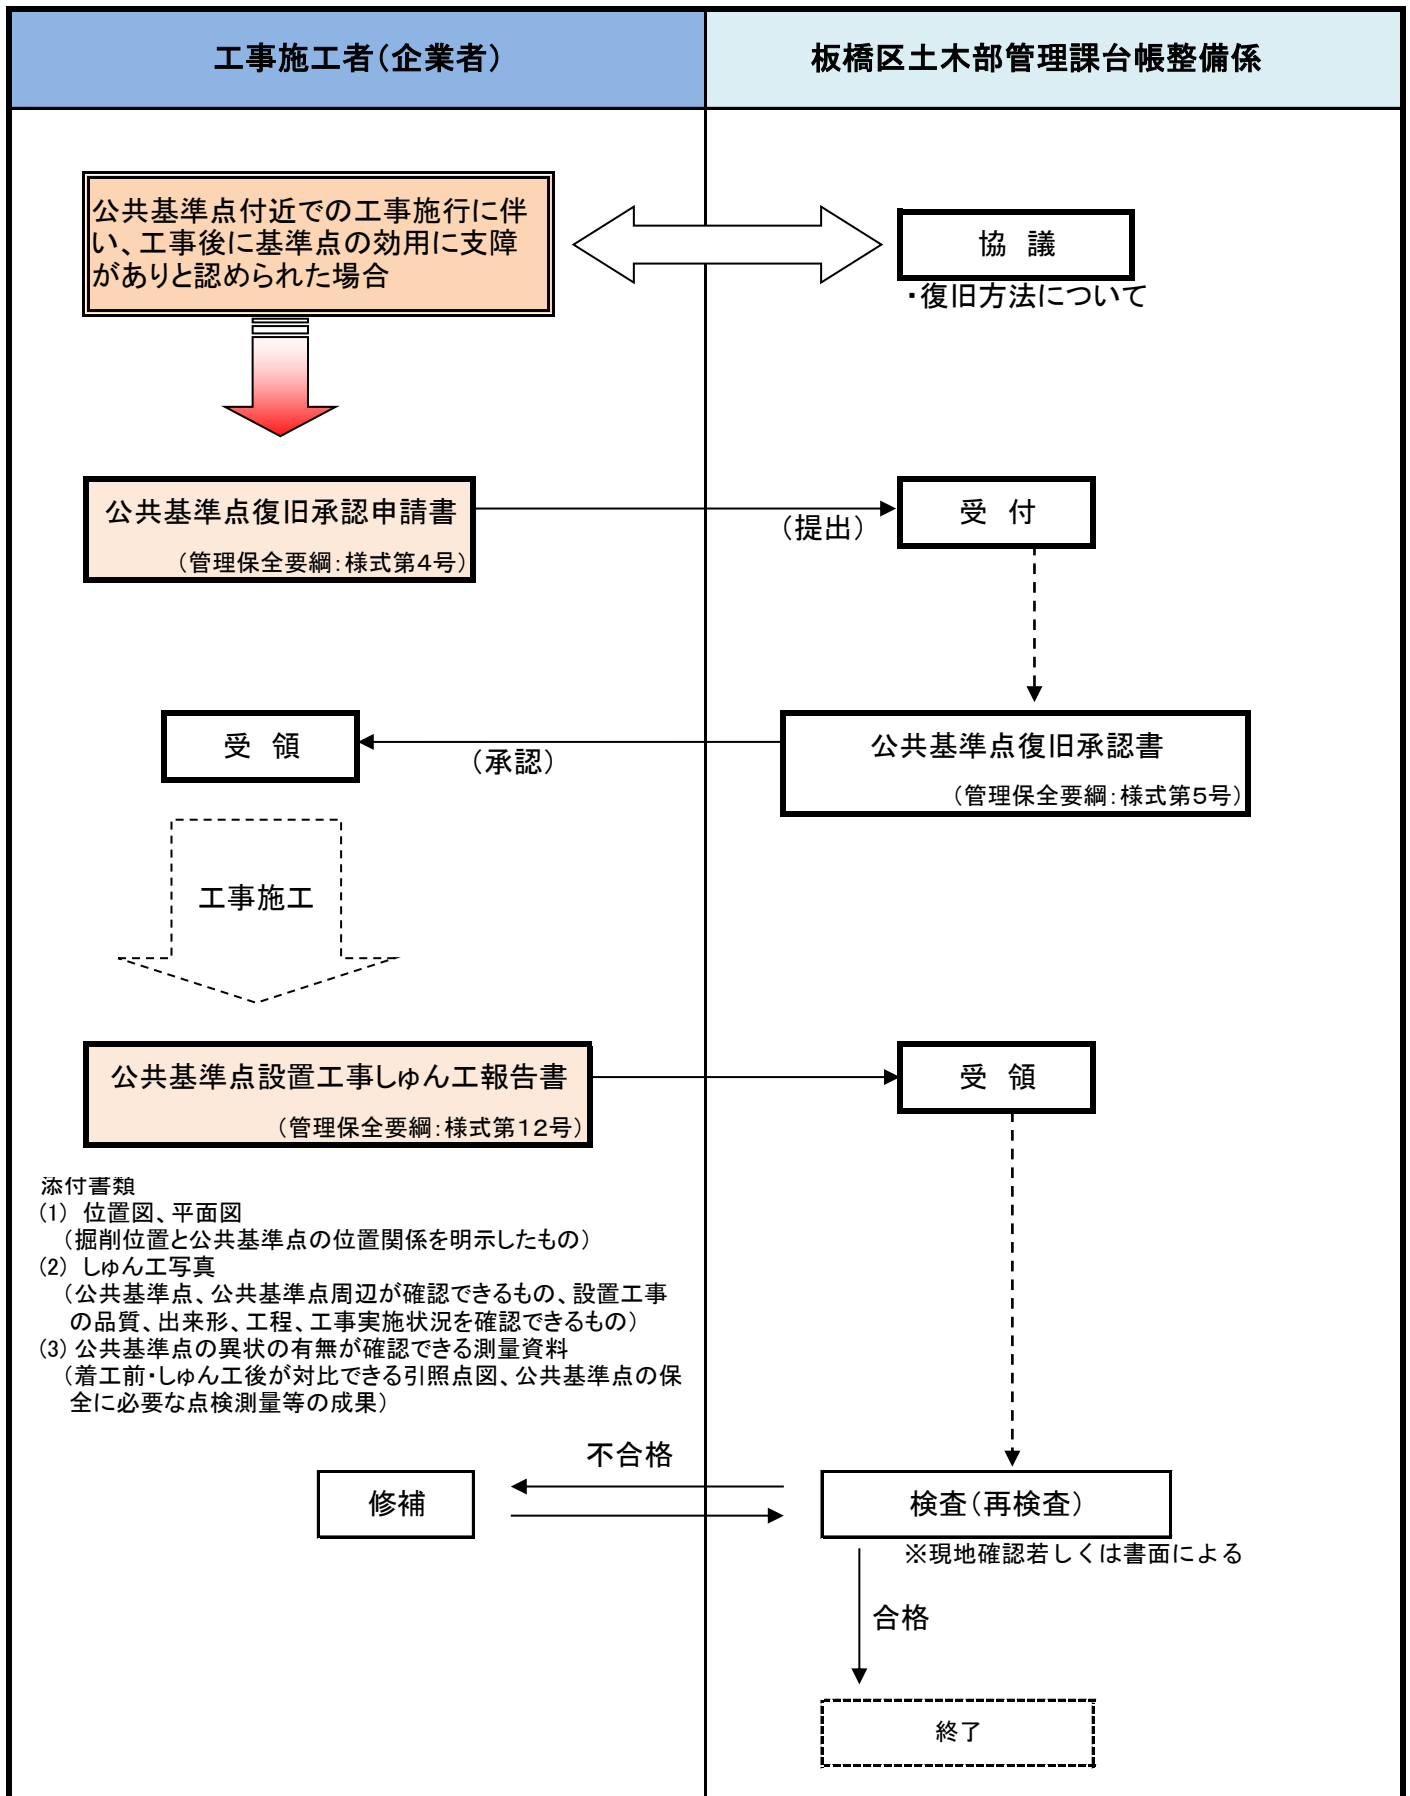 工事施工者（企業者）
板橋区土木部管理課台帳整備係
公共基準点付近での工事施行に伴
い、工事後に基準点の効用に支障
がありと認められた場合
協　議
・復旧方法について
公共基準点復旧承認申請書
（管理保全要綱：様式第４号）
（提出）
受　付
受　領
（承認）
公共基準点復旧承認書
（管理保全要綱：様式第５号）
工事施工
公共基準点設置工事しゅん工報告書
（管理保全要綱：様式第１２号）
受　領
添付書類
(1)　位置図、平面図
（掘削位置と公共基準点の位置関係を明示したもの）
(2)　しゅん工写真
（公共基準点、公共基準点周辺が確認できるもの、設置工事
の品質、出来形、工程、工事実施状況を確認できるもの）
(3) 公共基準点の異状の有無が確認できる測量資料
（着工前・しゅん工後が対比できる引照点図、公共基準点の保
全に必要な点検測量等の成果）
不合格
修補
検査（再検査）
※現地確認若しくは書面による
合格
終了